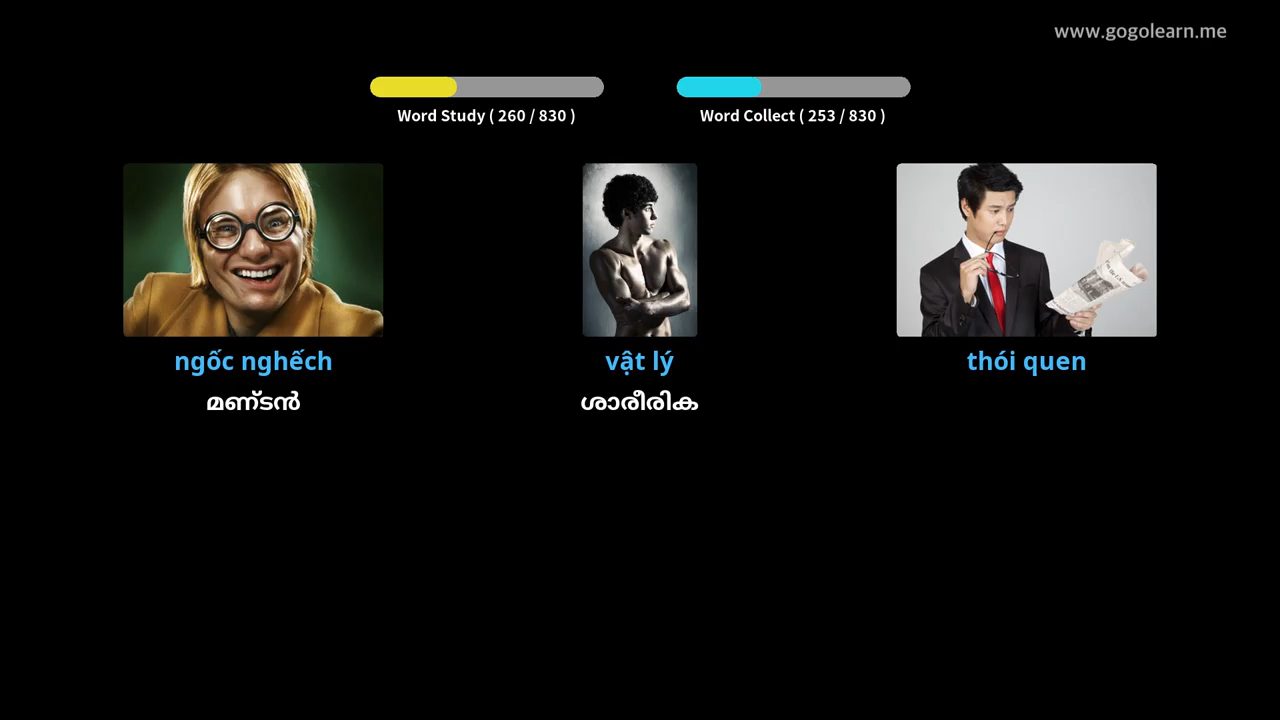 www.gogolearn.me
Word Study ( 260 / 830 )
Word Collect ( 253 / 830 )
ngốc nghếch
vật lý
thói quen
മണ്ടൻ
ശാരീരിക